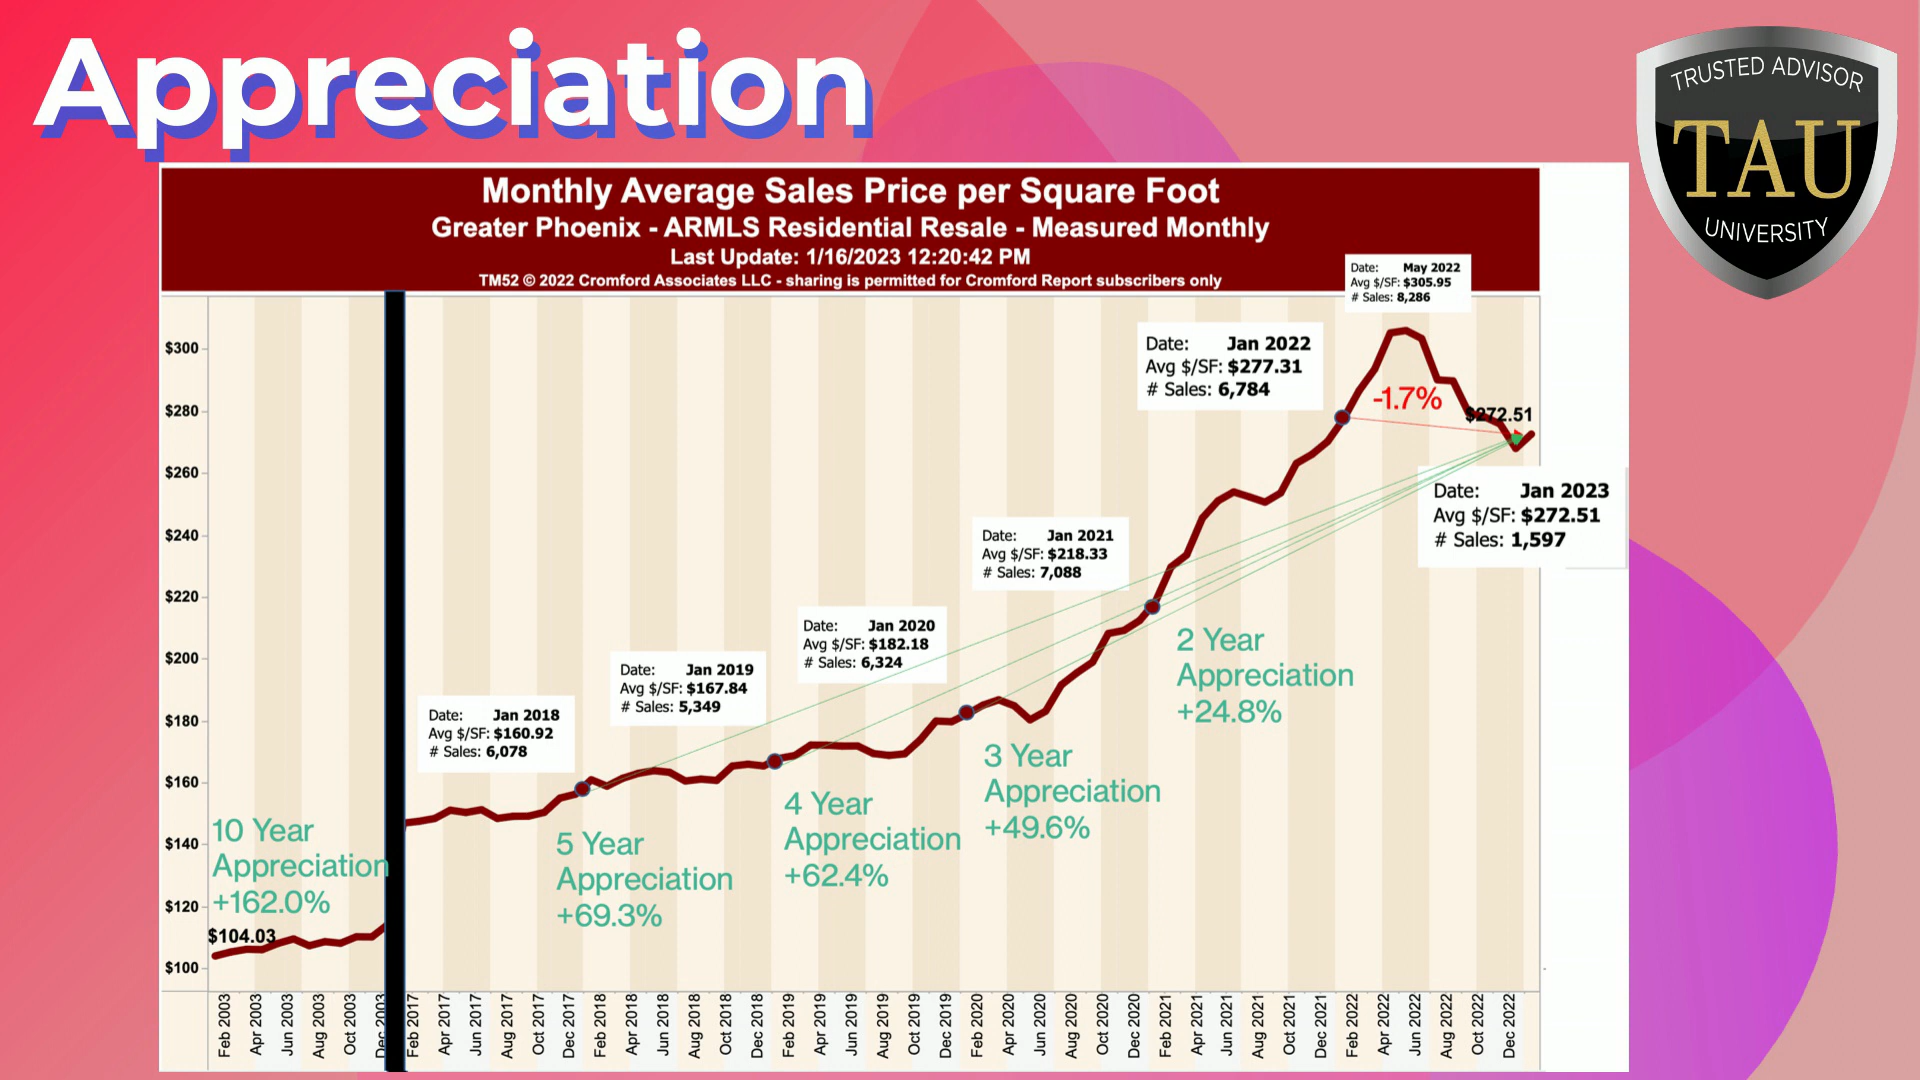 Appreciation
TRUSTED ADVISOR
TAU
UNIVERSITY
Monthly Average Sales Price per Square Foot
Greater Phoenix - ARMLS Residential Resale - Measured Monthly
Last Update: 1/16/2023 12:20:42 PM
TM52 © 2022 Cromford Associates LLC - sharing is permitted for Cromford Report subscribers only
Date: May 2022
Avg $/SF: $305.95
# Sales: 8,286
Date: Jan 2022
Avg $/SF: $277.31
# Sales: 6,784
-1.7%
$272.51
Date: Jan 2023
Avg $/SF: $272.51
# Sales: 1,597
Date: Jan 2021
Avg $/SF: $218.33
# Sales: 7,088
Date: Jan 2020
Avg $/SF: $182.18
# Sales: 6,324
Date: Jan 2019
Avg $/SF: $167.84
# Sales: 5,349
Date: Jan 2018
Avg $/SF: $160.92
# Sales: 6,078
2 Year
Appreciation
+24.8%
3 Year
Appreciation
+49.6%
4 Year
Appreciation
+62.4%
5 Year
Appreciation
+69.3%
10 Year
Appreciation
+162.0%
$104.03
$300
$280
$260
$240
$220
$200
$180
$160
$140
$120
$100
Feb 2003
Apr 2003
Jun 2003
Aug 2003
Oct 2003
Dec 2003
Feb 2017
Apr 2017
Jun 2017
Aug 2017
Oct 2017
Dec 2017
Feb 2018
Apr 2018
Jun 2018
Aug 2018
Oct 2018
Dec 2018
Feb 2019
Apr 2019
Jun 2019
Aug 2019
Oct 2019
Dec 2019
Feb 2020
Apr 2020
Jun 2020
Aug 2020
Oct 2020
Dec 2020
Feb 2021
Apr 2021
Jun 2021
Aug 2021
Oct 2021
Dec 2021
Feb 2022
Apr 2022
Jun 2022
Aug 2022
Oct 2022
Dec 2022